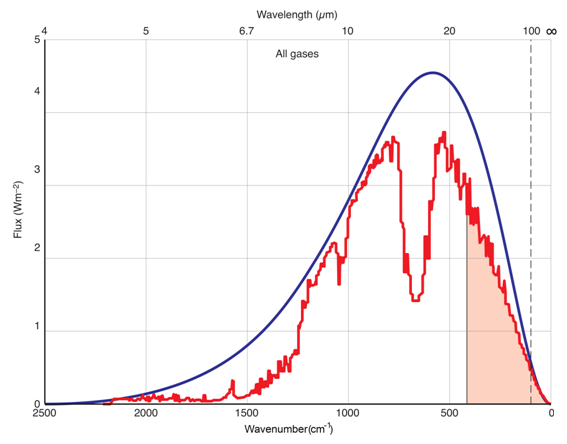 Wavelength (μm)
4 5 6.7 10 20 100 ∞
All gases
5
4
3
2
1
0
Flux (Wm⁻²)
2500 2000 1500 1000 500 0
Wavenumber(cm⁻¹)